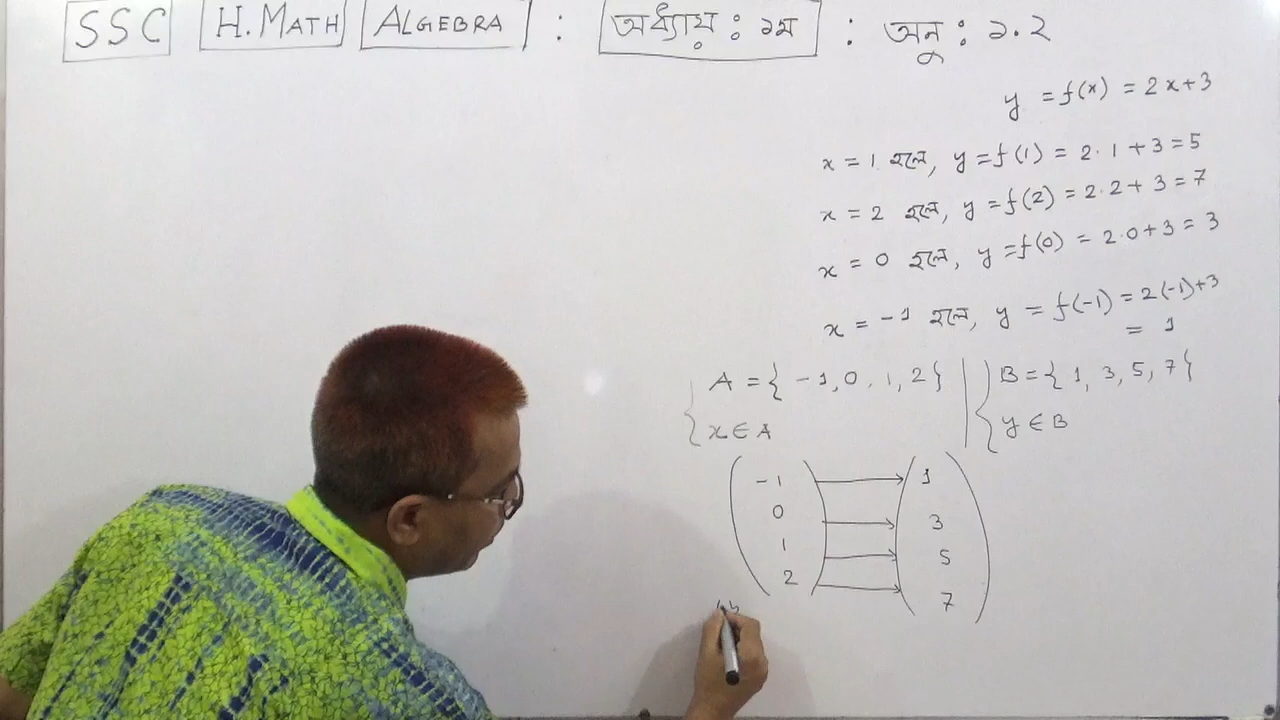 SSC H. MATH ALGEBRA : অধ্যায় : ১ম : অনু : ১.২
y = f(x) = 2x+3
x = 1 হলে, y = f(1) = 2·1+3 = 5
x = 2 হলে, y = f(2) = 2·2+3 = 7
x = 0 হলে, y = f(0) = 2·0+3 = 3
x = -1 হলে, y = f(-1) = 2(-1)+3
= 1
A = { -1, 0, 1, 2} | B = { 1, 3, 5, 7 {
x ∈ A y ∈ B
-1 → 1
0 → 3
1 → 5
2 → 7